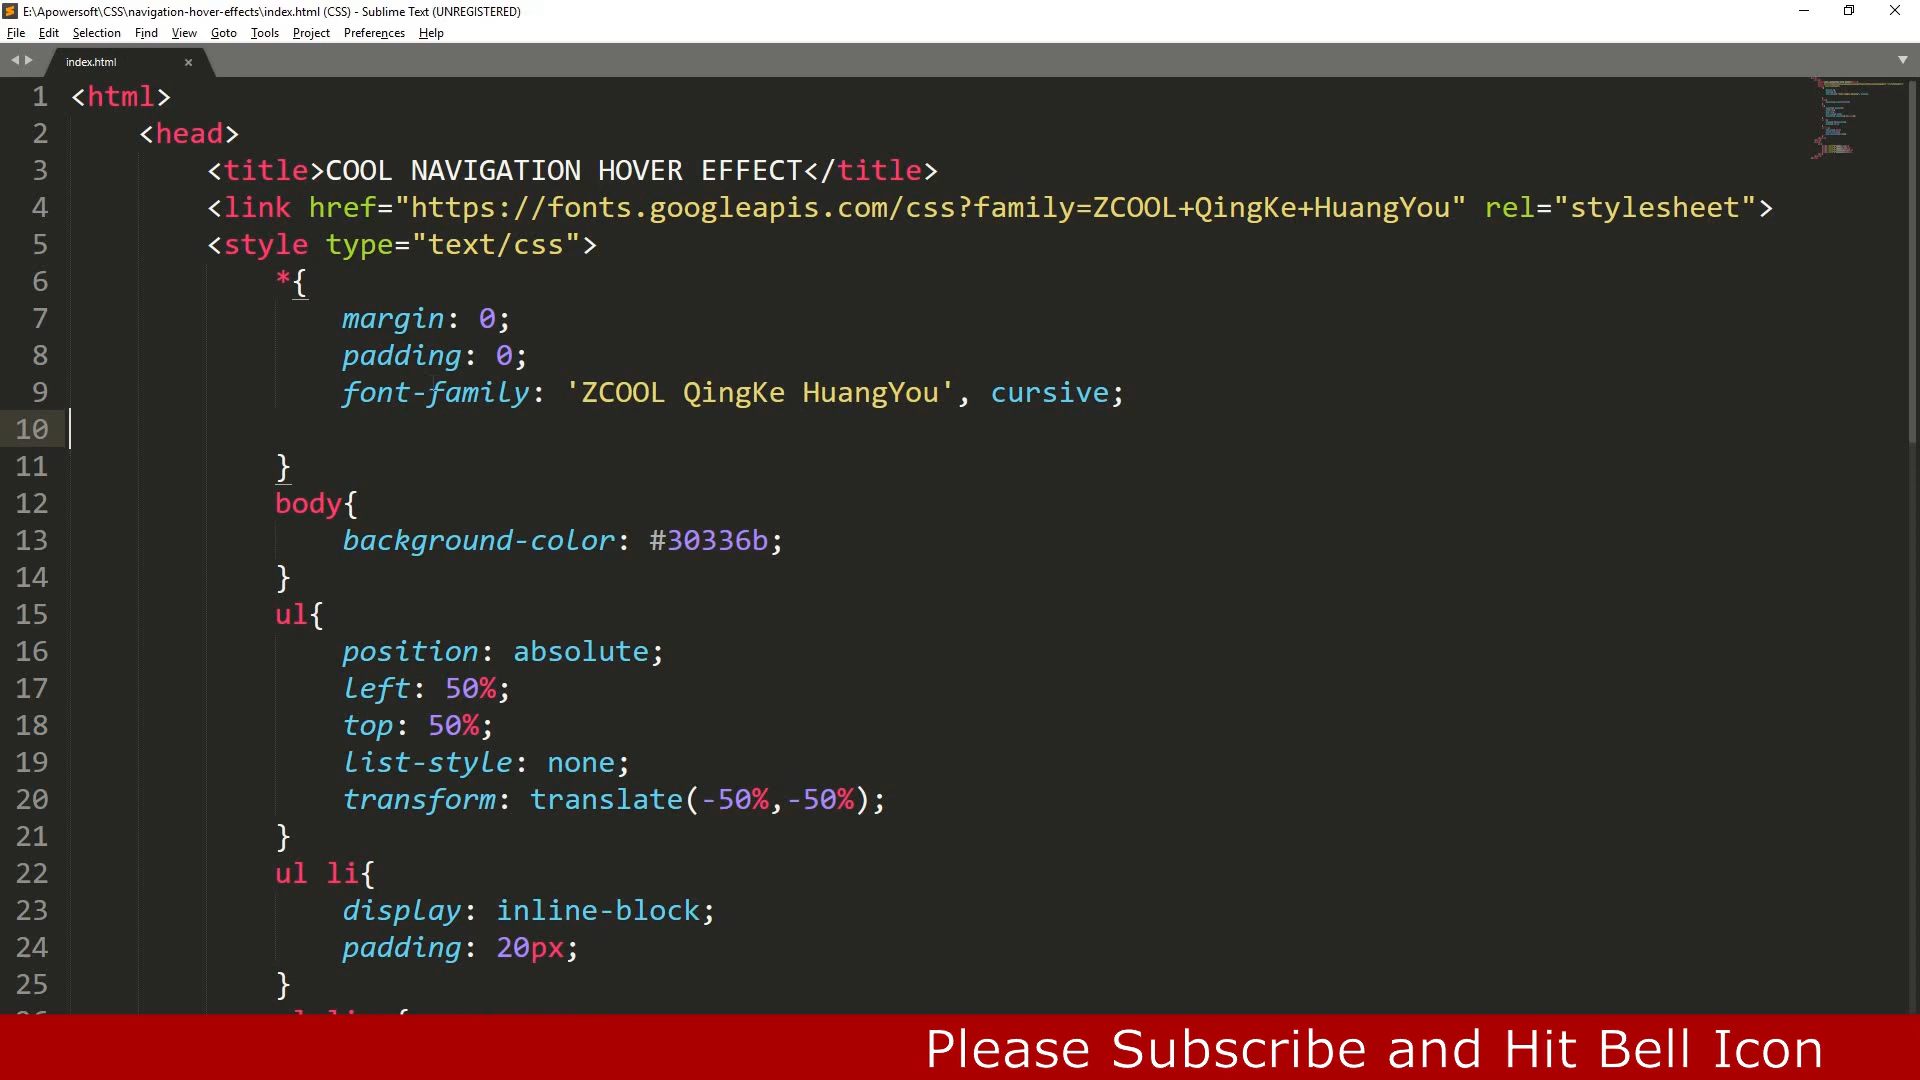 E:\Apowersoft\CSS\navigation-hover-effects\index.html (CSS) - Sublime Text (UNREGISTERED)
File Edit Selection Find View Goto Tools Project Preferences Help
index.html
1 <html>
2 <head>
3 <title>COOL NAVIGATION HOVER EFFECT</title>
4 <link href="https://fonts.googleapis.com/css?family=ZCOOL+QingKe+HuangYou" rel="stylesheet">
5 <style type="text/css">
6 *{
7 margin: 0;
8 padding: 0;
9 font-family: 'ZCOOL QingKe HuangYou', cursive;
10
11 }
12 body{
13 background-color: #30336b;
14 }
15 ul{
16 position: absolute;
17 left: 50%;
18 top: 50%;
19 list-style: none;
20 transform: translate(-50%,-50%);
21 }
22 ul li{
23 display: inline-block;
24 padding: 20px;
25 }
Please Subscribe and Hit Bell Icon